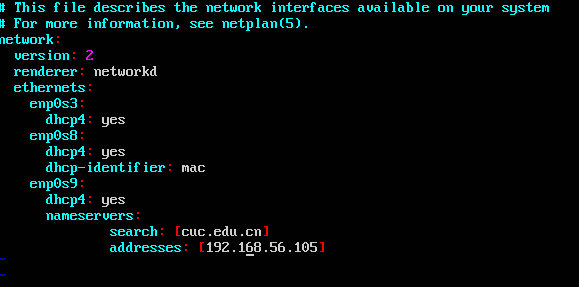 # This file describes the network interfaces available on your system
# For more information, see netplan(5).
network:
  version: 2
  renderer: networkd
  ethernets:
    enp0s3:
      dhcp4: yes
    enp0s8:
      dhcp4: yes
      dhcp-identifier: mac
    enp0s9:
      dhcp4: yes
      nameservers:
              search: [cuc.edu.cn]
              addresses: [192.168.56.105]
~
~